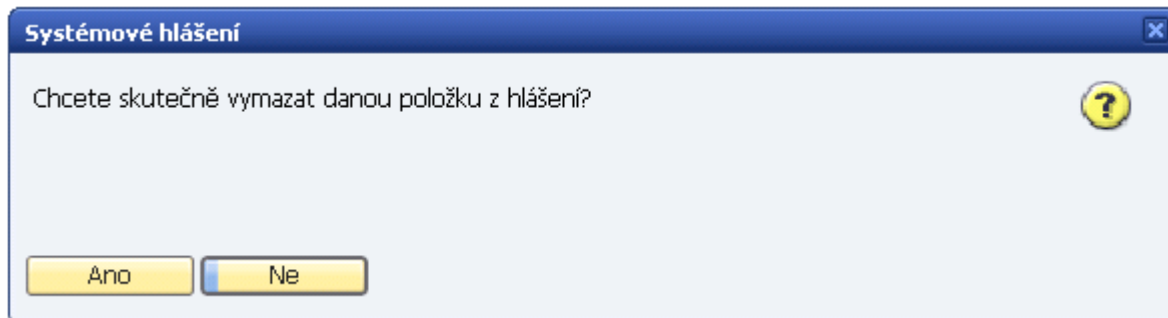 Systémové hlášení
Chcete skutečně vymazat danou položku z hlášení?
Ano
Ne